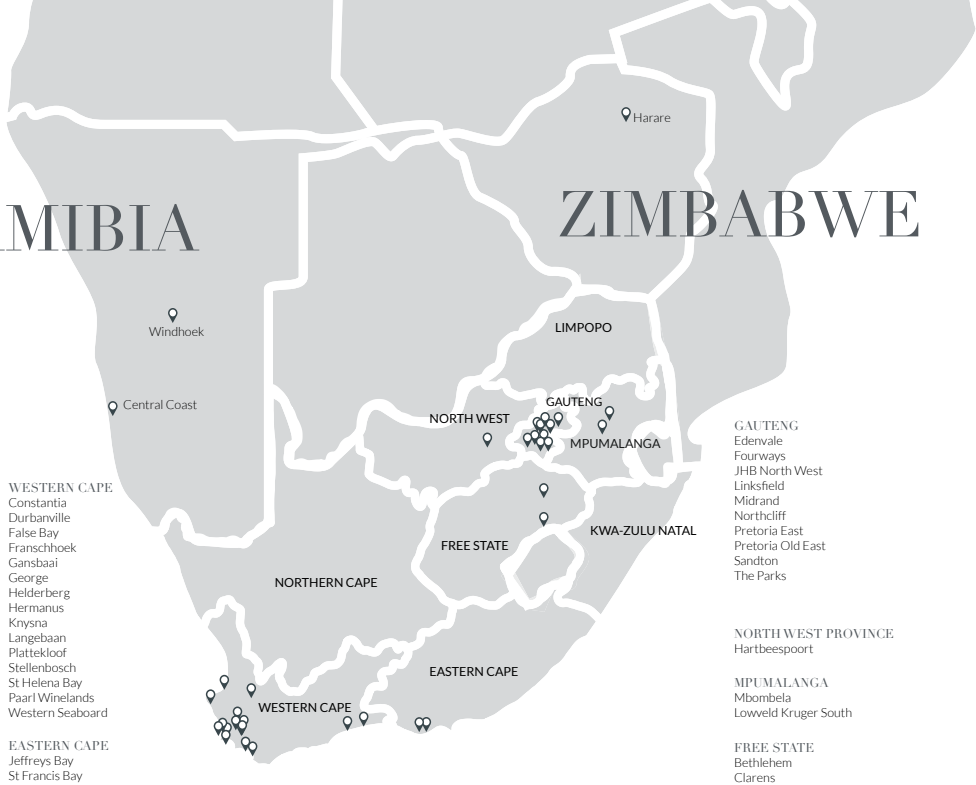 Harare
MIBIA
ZIMBABWE
Windhoek
Central Coast
LIMPOPO
GAUTENG
NORTH WEST
MPUMALANGA
KWA-ZULU NATAL
FREE STATE
NORTHERN CAPE
EASTERN CAPE
WESTERN CAPE
WESTERN CAPE
Constantia
Durbanville
False Bay
Franschhoek
Gansbaai
George
Helderberg
Hermanus
Knysna
Langebaan
Plattekloof
Stellenbosch
St Helena Bay
Paarl Winelands
Western Seaboard
EASTERN CAPE
Jeffreys Bay
St Francis Bay
GAUTENG
Edenvale
Fourways
JHB North West
Linksfield
Midrand
Northcliff
Pretoria East
Pretoria Old East
Sandton
The Parks
NORTH WEST PROVINCE
Hartbeespoort
MPUMALANGA
Mbombela
Lowveld Kruger South
FREE STATE
Bethlehem
Clarens